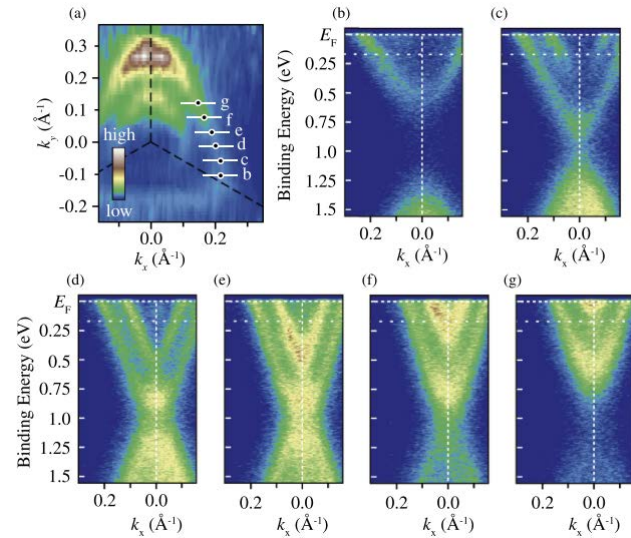 (a)
(b)
(c)
0.3
0.2
0.1
0.0
-0.1
-0.2
k_y (Å⁻¹)
high
low
g
f
e
d
c
b
0.0
0.2
k_x (Å⁻¹)
E_F
0.25
0.5
0.75
1.0
1.25
1.5
Binding Energy (eV)
0.2
0.0
k_x (Å⁻¹)
0.2
0.0
k_x (Å⁻¹)
(d)
(e)
(f)
(g)
E_F
0.25
0.50
0.75
1.0
1.25
1.5
Binding Energy (eV)
0.2
0.0
k_x (Å⁻¹)
0.2
0.0
k_x (Å⁻¹)
0.2
0.0
k_x (Å⁻¹)
0.2
0.0
k_x (Å⁻¹)